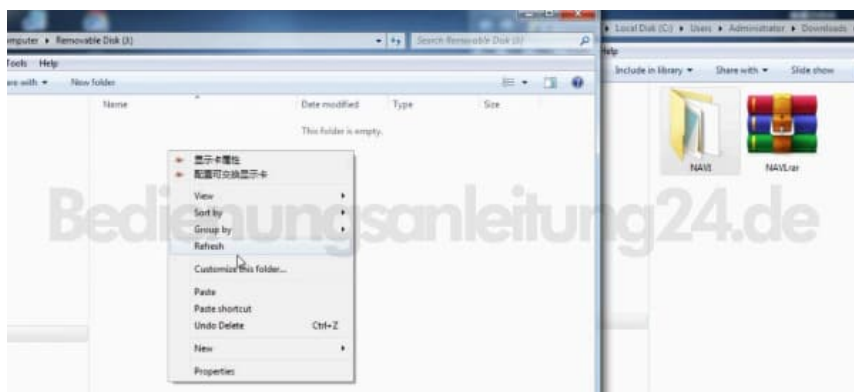 Computer ▸ Removable Disk (J:)
Search Removable Disk (J:)
Tools Help
New folder
Name
Date modified
Type
Size
This folder is empty.
显示卡属性
配置可交换显示卡
View
Sort by
Group by
Refresh
Customize this folder...
Paste
Paste shortcut
Undo Delete Ctrl+Z
New
Properties
Local Disk (C:) ▸ Users ▸ Administrator ▸ Downloads
Help
Include in library
Share with
Slide show
NAVI
NAVI.rar
Bedienungsanleitung24.de